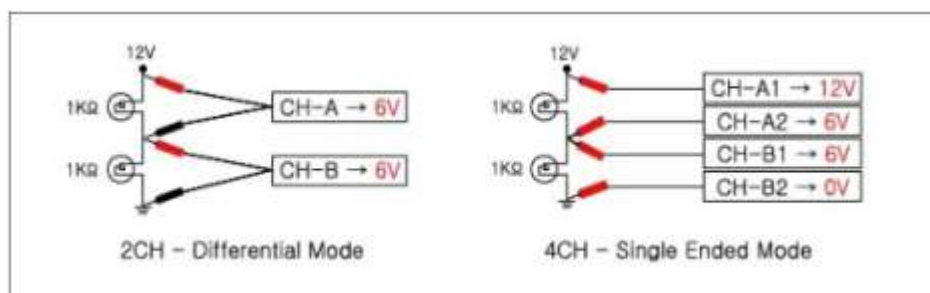 12V
1KΩ
CH-A → 6V
1KΩ
CH-B → 6V
2CH - Differential Mode
12V
1KΩ
CH-A1 → 12V
CH-A2 → 6V
CH-B1 → 6V
1KΩ
CH-B2 → 0V
4CH - Single Ended Mode